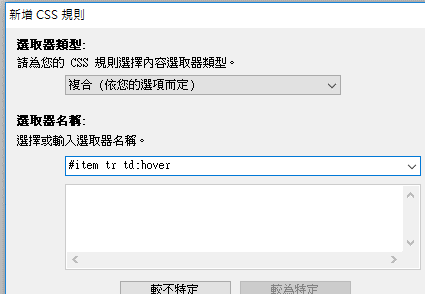 新增 CSS 規則
選取器類型:
請為您的 CSS 規則選擇內容選取器類型。
複合 (依您的選項而定)
選取器名稱:
選擇或輸入選取器名稱。
#item tr td:hover
較不特定
較為特定